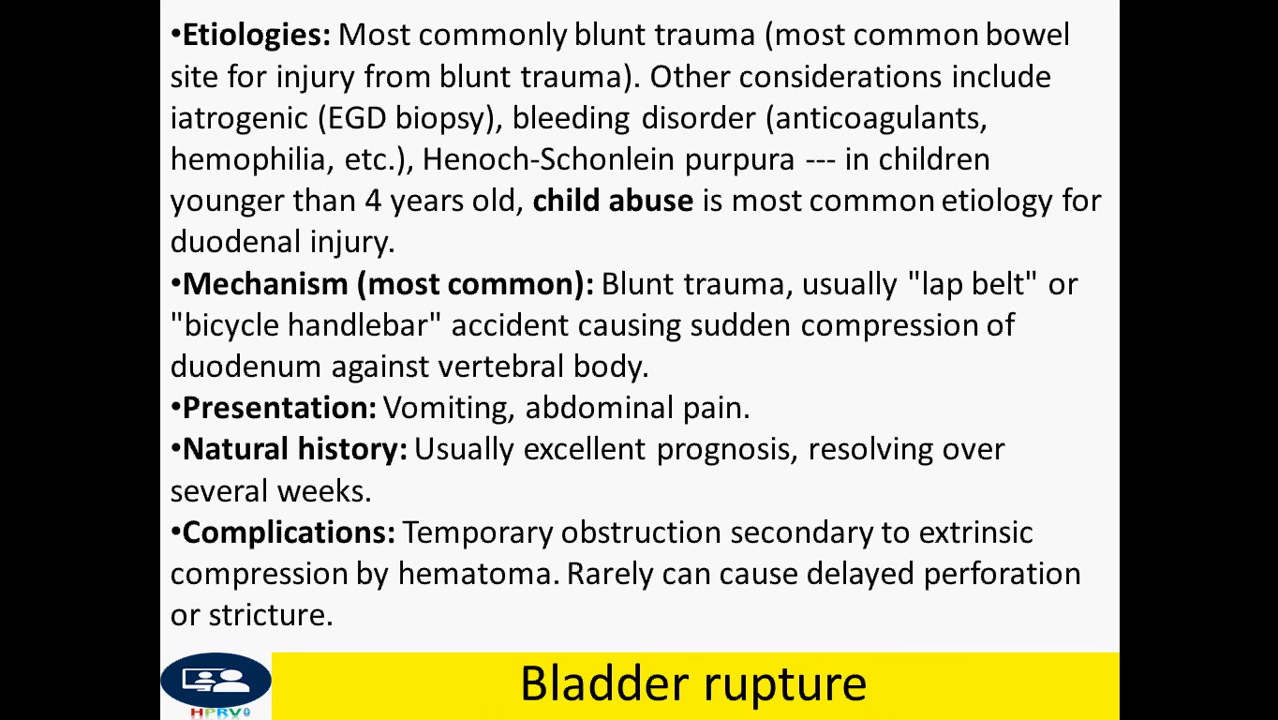 •Etiologies: Most commonly blunt trauma (most common bowel
site for injury from blunt trauma). Other considerations include
iatrogenic (EGD biopsy), bleeding disorder (anticoagulants,
hemophilia, etc.), Henoch-Schonlein purpura --- in children
younger than 4 years old, child abuse is most common etiology for
duodenal injury.
•Mechanism (most common): Blunt trauma, usually "lap belt" or
"bicycle handlebar" accident causing sudden compression of
duodenum against vertebral body.
•Presentation: Vomiting, abdominal pain.
•Natural history: Usually excellent prognosis, resolving over
several weeks.
•Complications: Temporary obstruction secondary to extrinsic
compression by hematoma. Rarely can cause delayed perforation
or stricture.
Bladder rupture